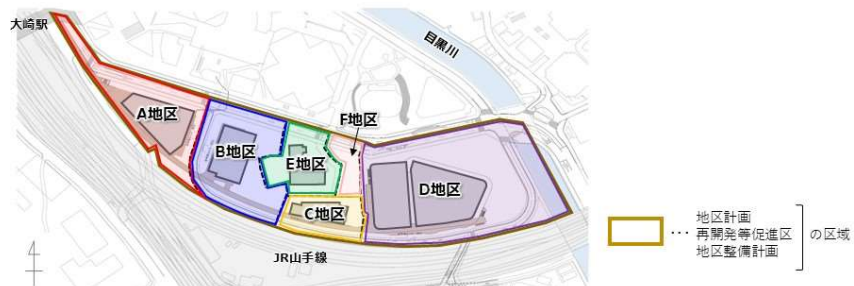 大崎駅
目黒川
A地区
F地区
B地区
E地区
D地区
C地区
JR山手線
4
地区計画
… 再開発等促進区 の区域
地区整備計画